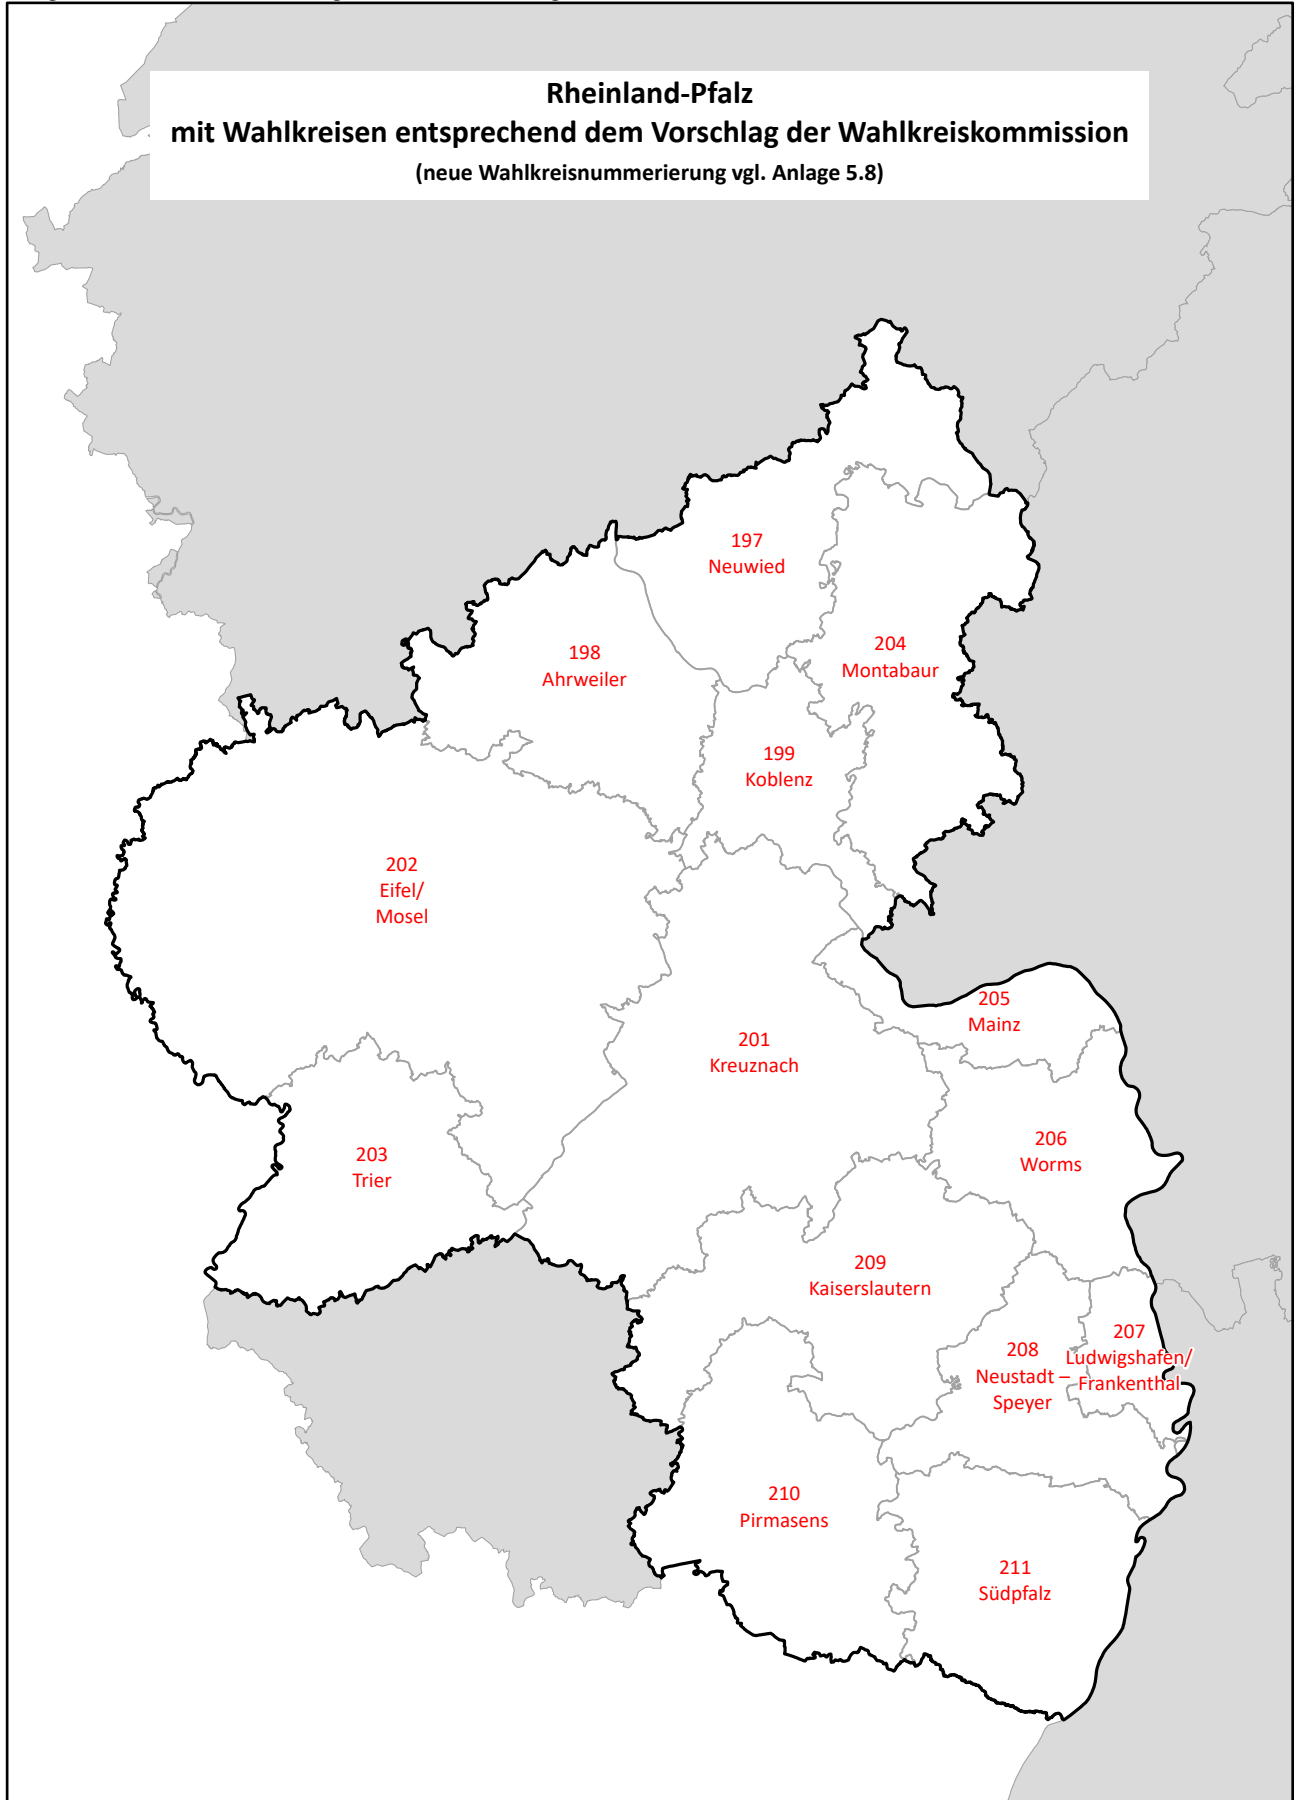 Rheinland-Pfalz
mit Wahlkreisen entsprechend dem Vorschlag der Wahlkreiskommission
(neue Wahlkreisnummerierung vgl. Anlage 5.8)
197
Neuwied
198
Ahrweiler
204
Montabaur
199
Koblenz
202
Eifel/
Mosel
205
Mainz
201
Kreuznach
206
Worms
203
Trier
209
Kaiserslautern
207
Ludwigshafen/
Frankenthal
208
Neustadt –
Speyer
210
Pirmasens
211
Südpfalz